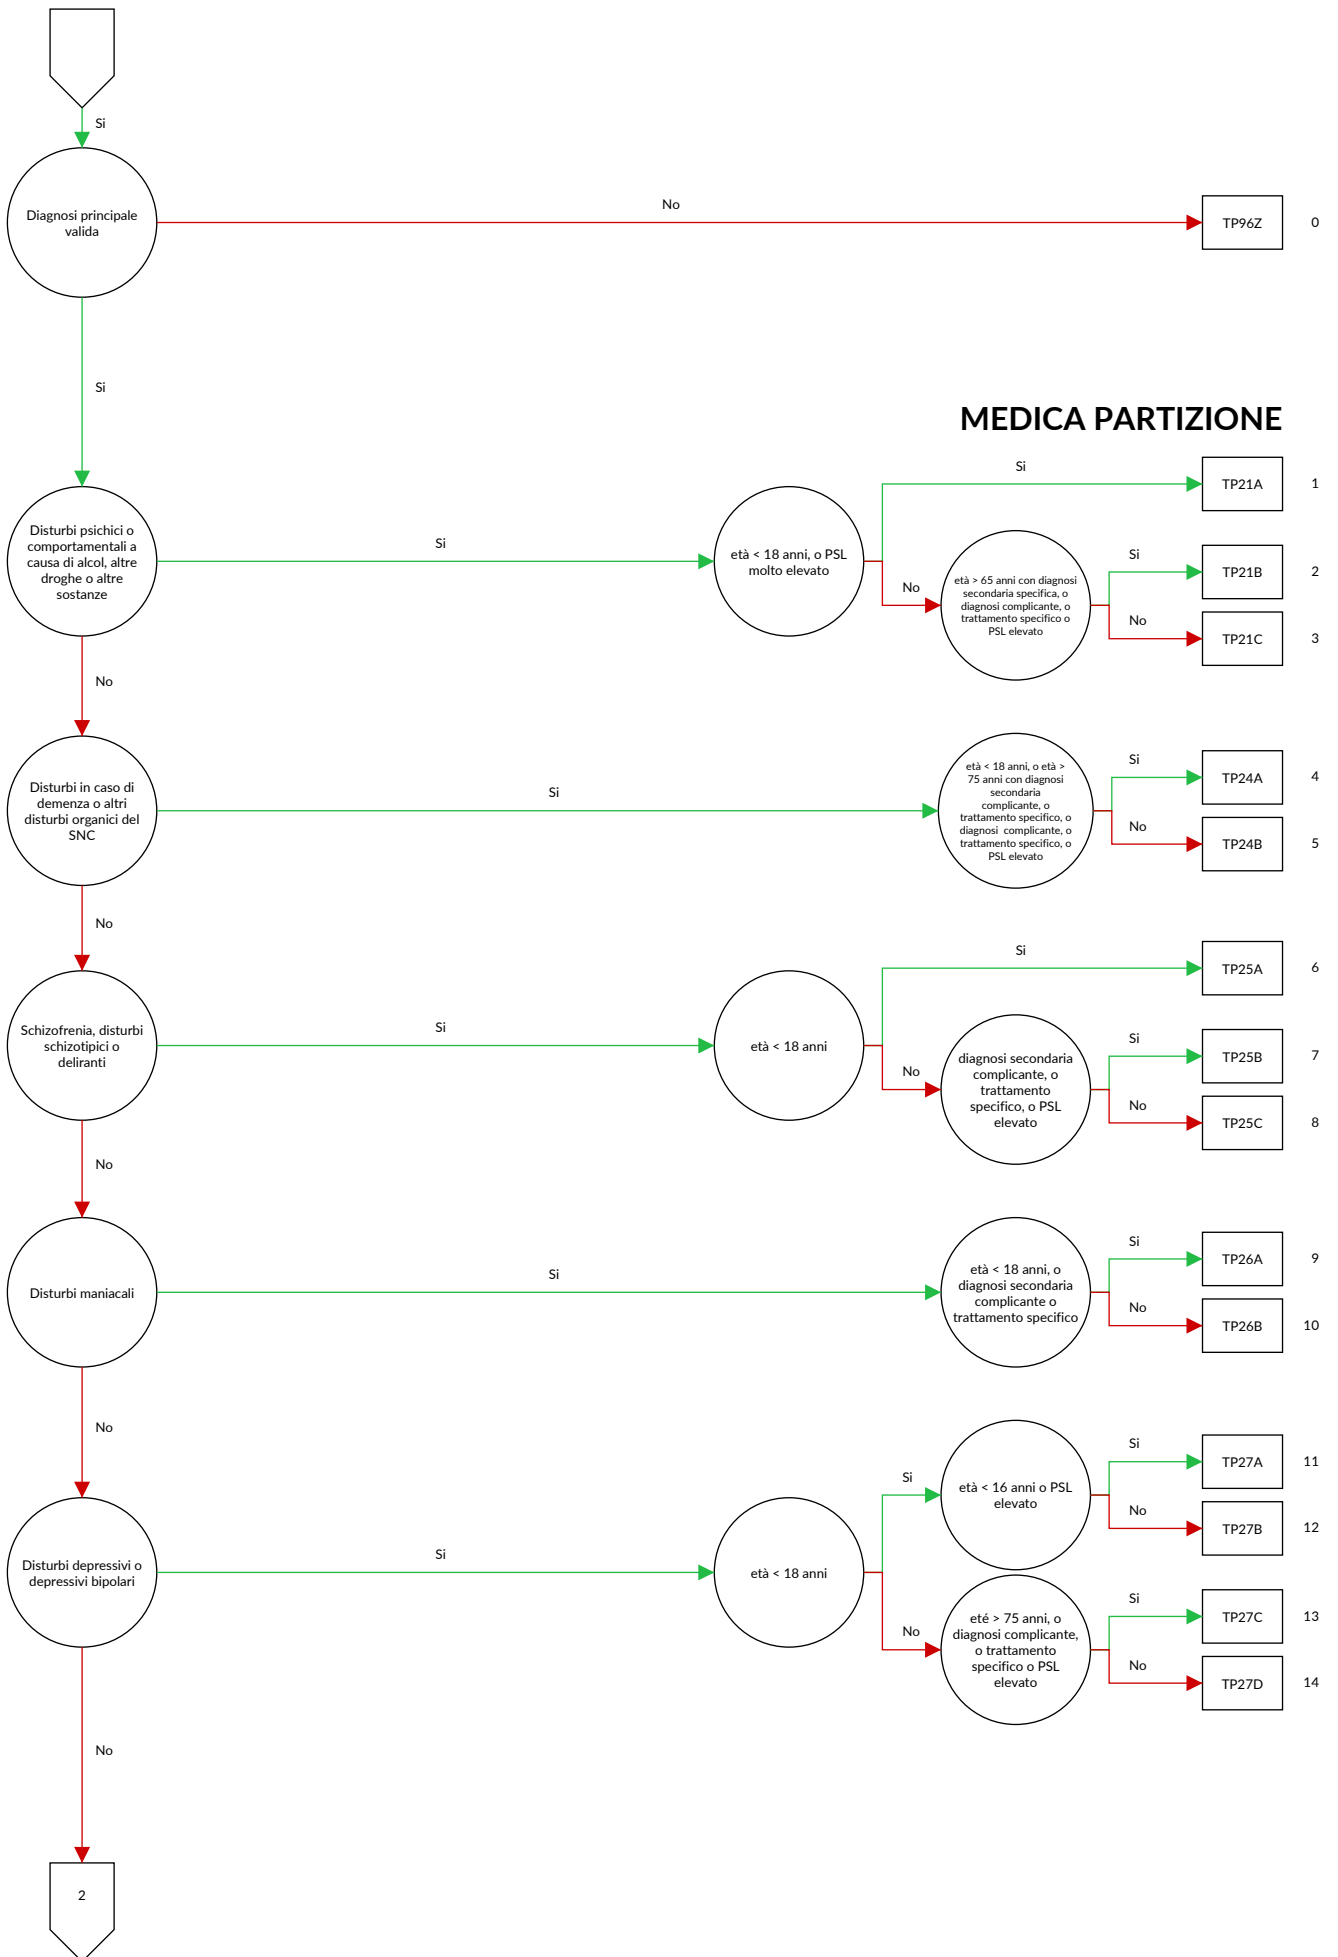 Si
Diagnosi principale
valida
No
TP96Z
0
Si
MEDICA PARTIZIONE
Disturbi psichici o
comportamentali a
causa di alcol, altre
droghe o altre
sostanze
Si
età < 18 anni, o PSL
molto elevato
Si
TP21A
1
No
età > 65 anni con diagnosi
secondaria specifica, o
diagnosi complicante, o
trattamento specifico o
PSL elevato
Si
TP21B
2
No
TP21C
3
No
Disturbi in caso di
demenza o altri
disturbi organici del
SNC
Si
età < 18 anni, o età >
75 anni con diagnosi
secondaria
complicante, o
trattamento specifico, o
diagnosi  complicante, o
trattamento specifico, o
PSL elevato
Si
TP24A
4
No
TP24B
5
No
Schizofrenia, disturbi
schizotipici o
deliranti
Si
età < 18 anni
Si
TP25A
6
No
diagnosi secondaria
complicante, o
trattamento
specifico, o PSL
elevato
Si
TP25B
7
No
TP25C
8
No
Disturbi maniacali
Si
età < 18 anni, o
diagnosi secondaria
complicante o
trattamento specifico
Si
TP26A
9
No
TP26B
10
No
Disturbi depressivi o
depressivi bipolari
Si
età < 18 anni
Si
età < 16 anni o PSL
elevato
Si
TP27A
11
No
TP27B
12
No
eté > 75 anni, o
diagnosi complicante,
o trattamento
specifico o PSL
elevato
Si
TP27C
13
No
TP27D
14
No
2